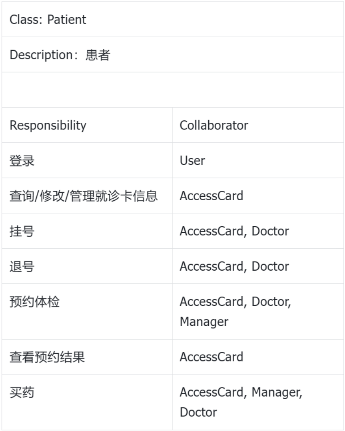 Class: Patient
Description：患者
Responsibility Collaborator
登录 User
查询/修改/管理就诊卡信息 AccessCard
挂号 AccessCard, Doctor
退号 AccessCard, Doctor
预约体检 AccessCard, Doctor,
Manager
查看预约结果 AccessCard
买药 AccessCard, Manager,
Doctor